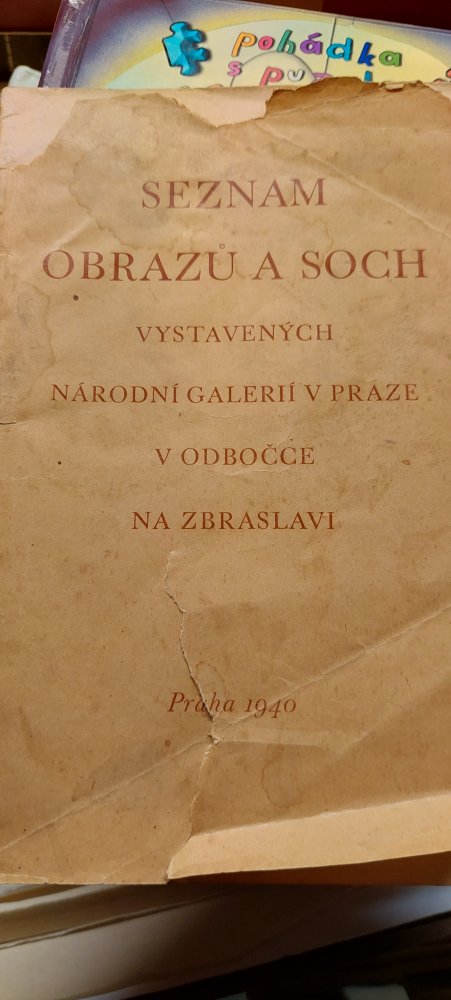 pohádka
s
SEZNAM
OBRAZŮ A SOCH
VYSTAVENÝCH
NÁRODNÍ GALERIÍ V PRAZE
V ODBOČCE
NA ZBRASLAVI
Praha 1940